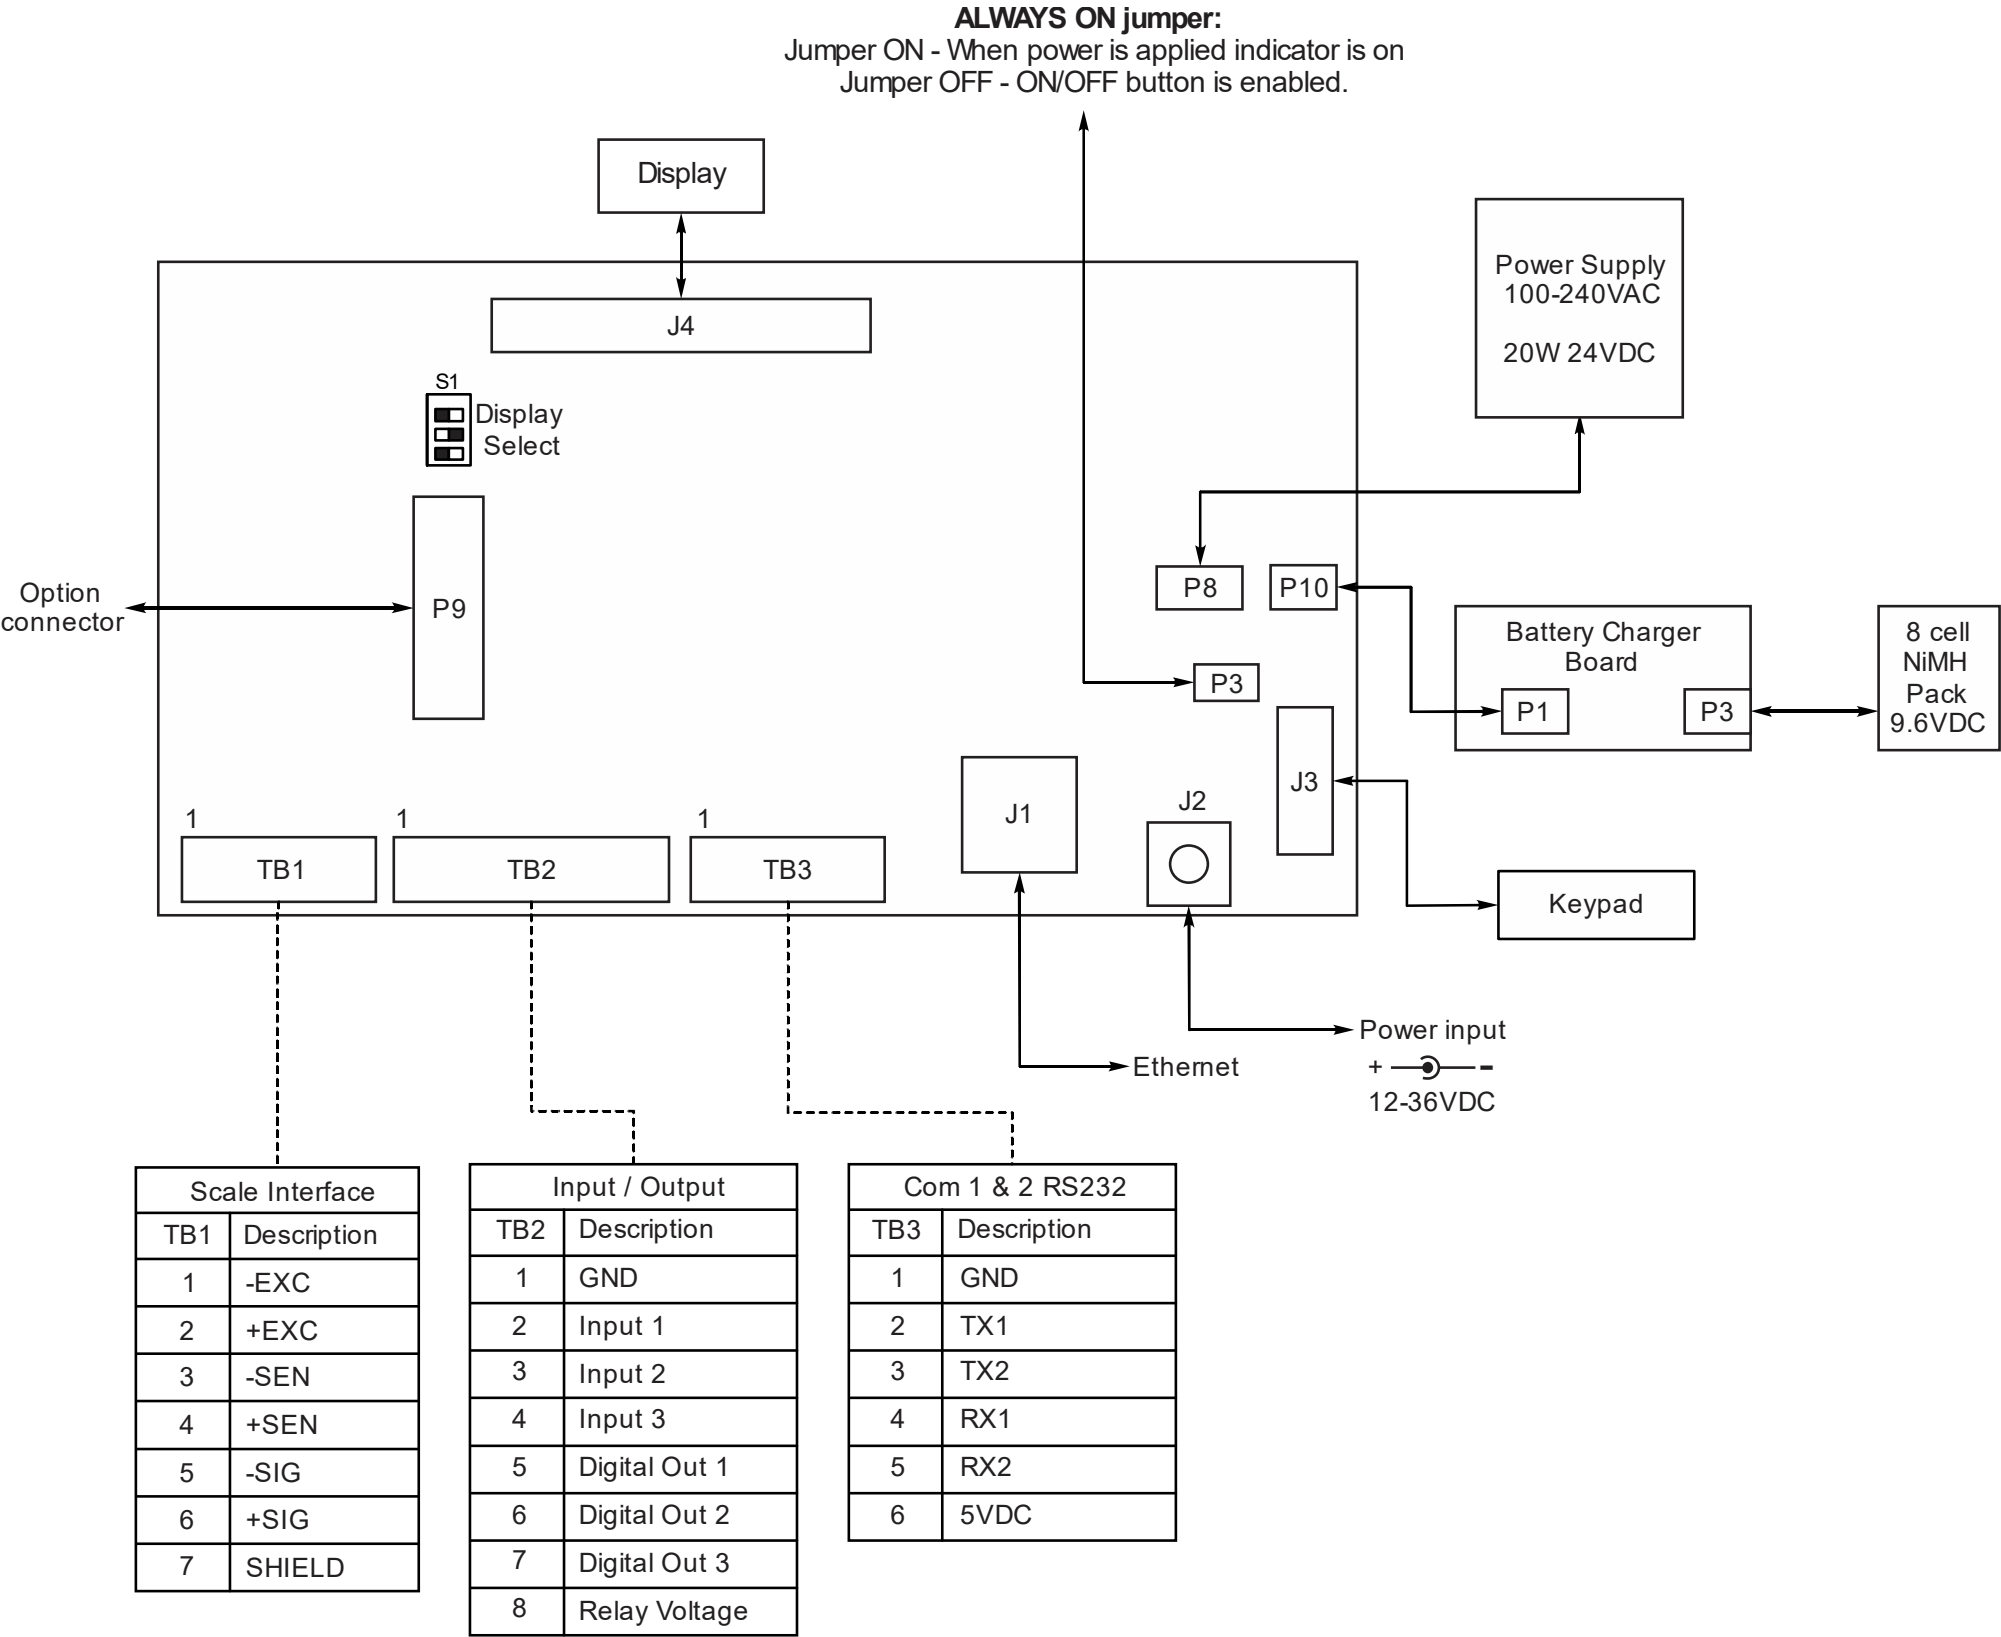 ALWAYS ON jumper:
Jumper ON - When power is applied indicator is on
Jumper OFF - ON/OFF button is enabled.
Display
J4
S1
Display
Select
Power Supply
100-240VAC
20W 24VDC
Option
connector
P9
P8
P10
P3
Battery Charger
Board
P1
P3
8 cell
NiMH
Pack
9.6VDC
J1
J2
J3
Keypad
1
TB1
1
TB2
1
TB3
Ethernet
Power input
+ -
12-36VDC
Scale Interface
TB1 Description
1 -EXC
2 +EXC
3 -SEN
4 +SEN
5 -SIG
6 +SIG
7 SHIELD
Input / Output
TB2 Description
1 GND
2 Input 1
3 Input 2
4 Input 3
5 Digital Out 1
6 Digital Out 2
7 Digital Out 3
8 Relay Voltage
Com 1 & 2 RS232
TB3 Description
1 GND
2 TX1
3 TX2
4 RX1
5 RX2
6 5VDC